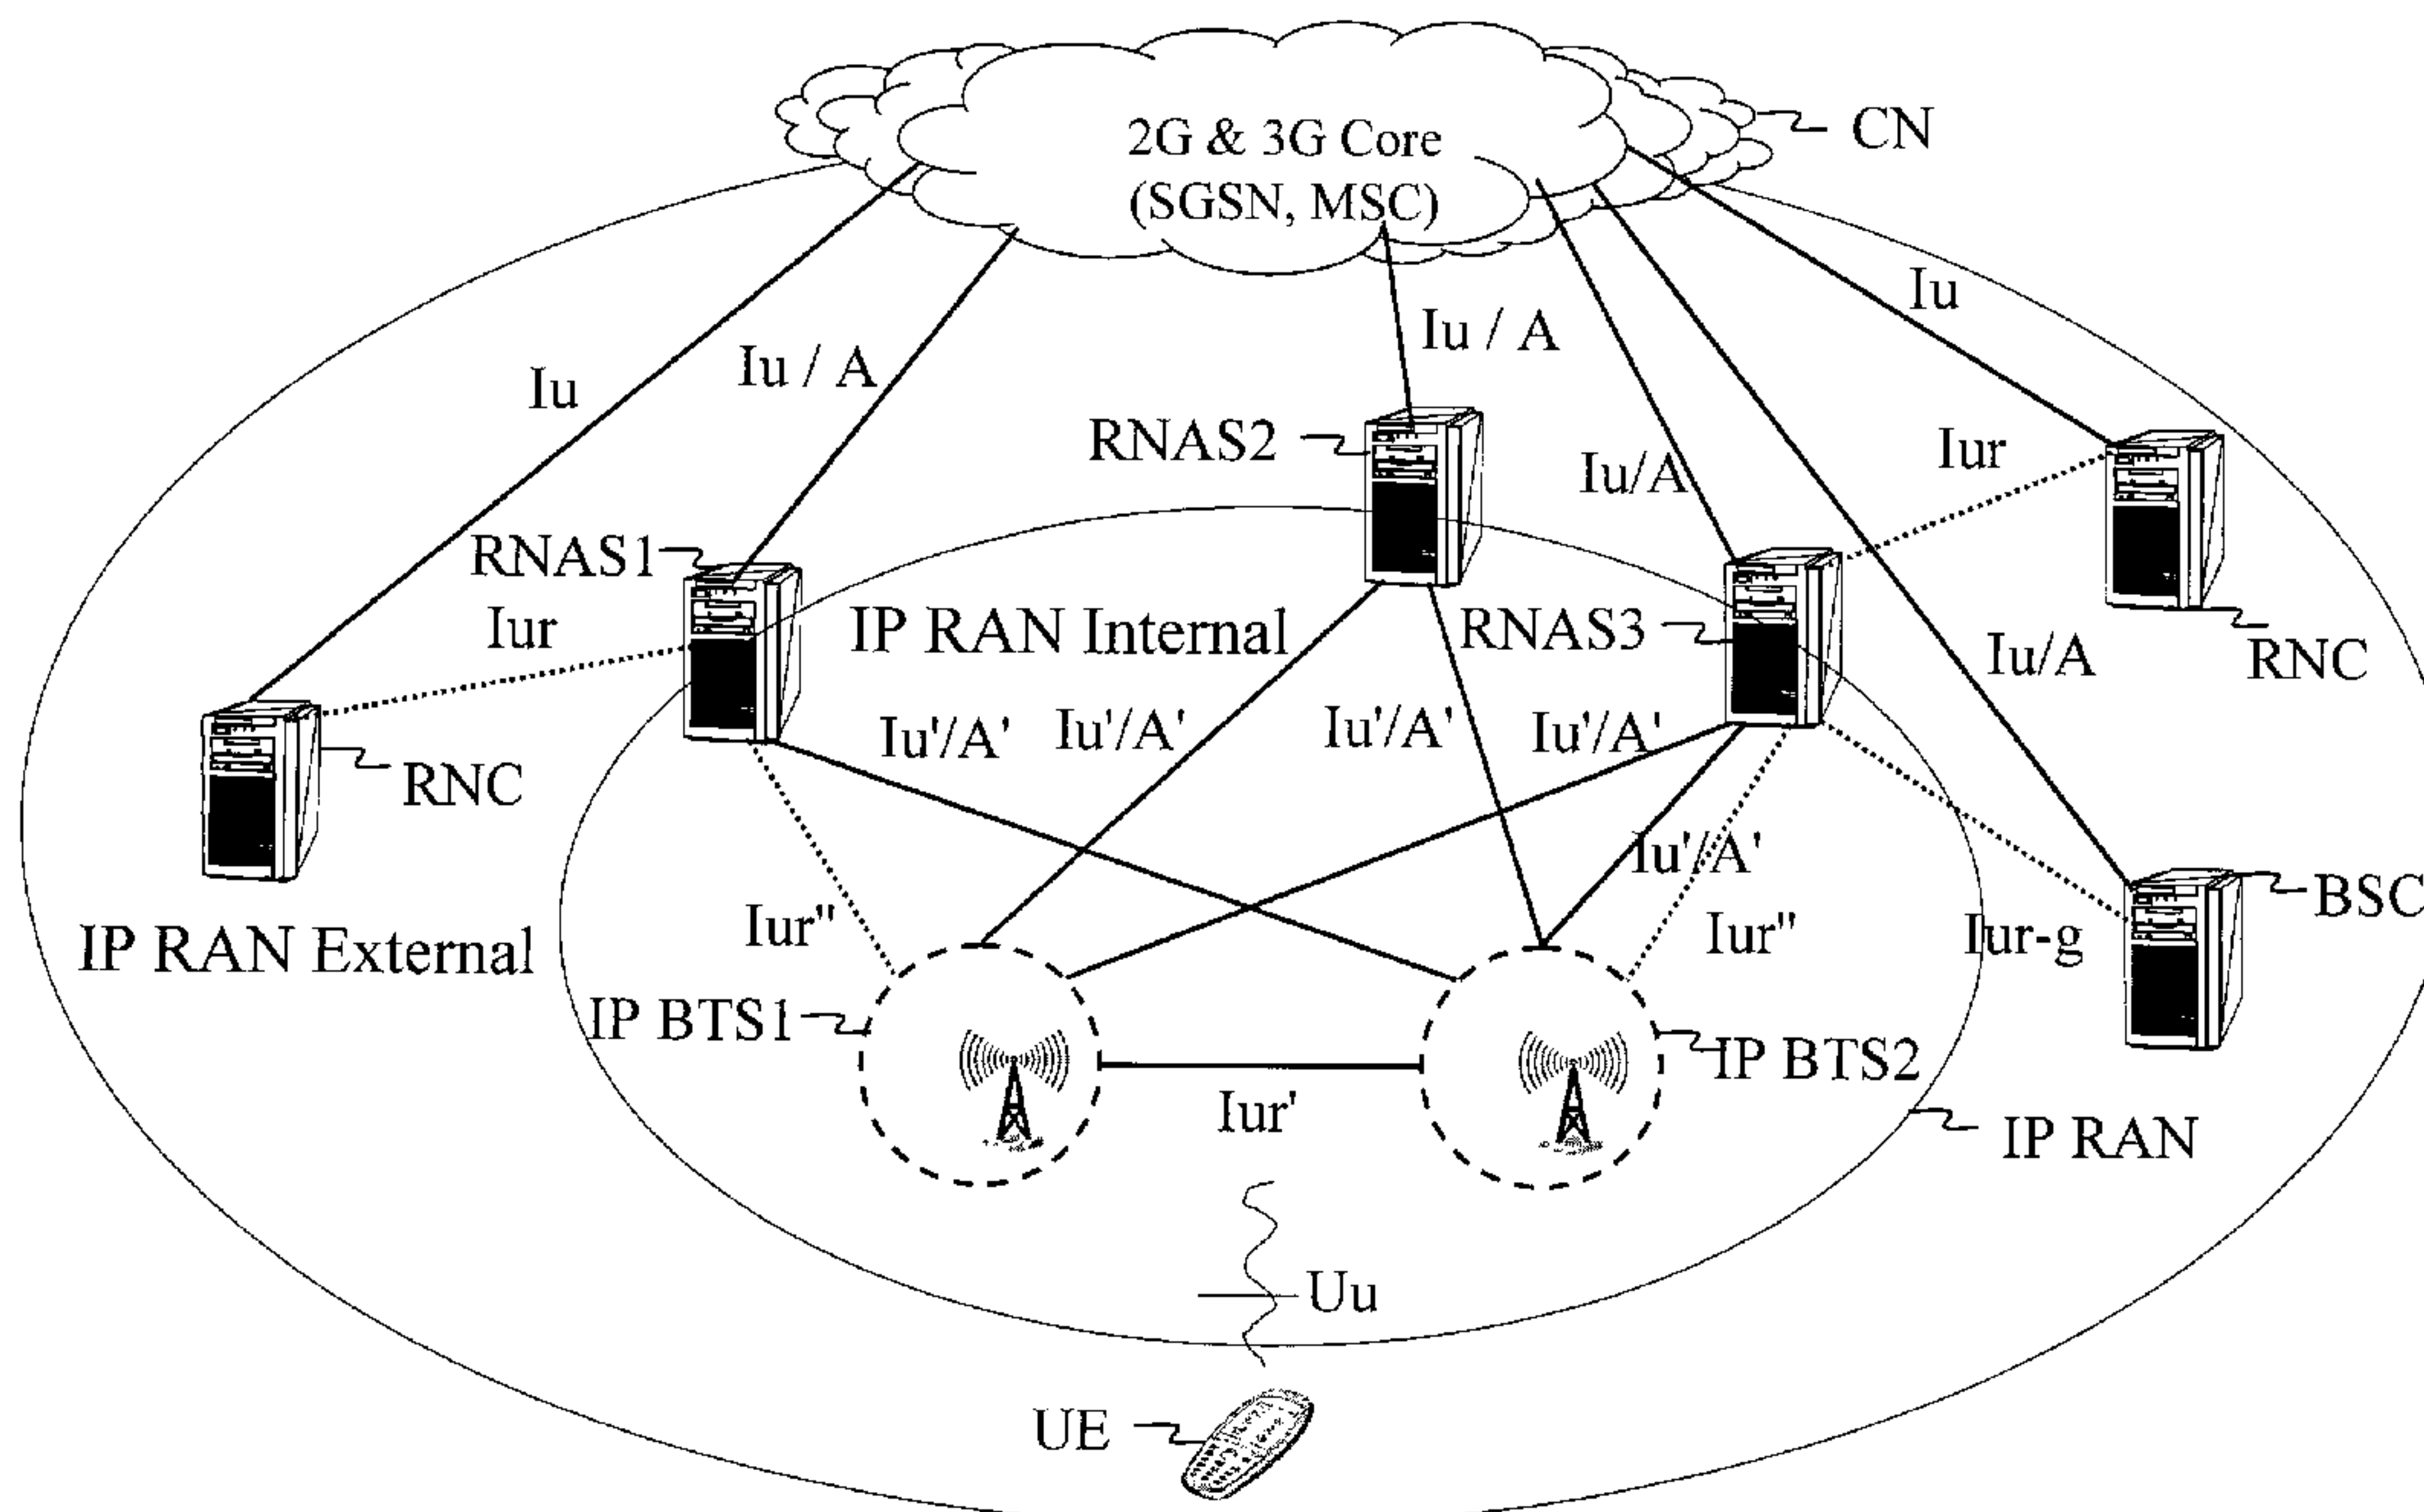 2G & 3G Core
(SGSN, MSC)
CN
Iu
Iu / A
Iu / A
Iu
RNAS2
Iu/A
Iur
RNAS1
Iur
IP RAN Internal
RNAS3
Iu/A
RNC
Iu'/A'
Iu'/A'
Iu'/A'
Iu'/A'
RNC
Iu'/A'
BSC
IP RAN External
Iur"
Iur"
Iur-g
IP BTS1
IP BTS2
Iur'
IP RAN
Uu
UE